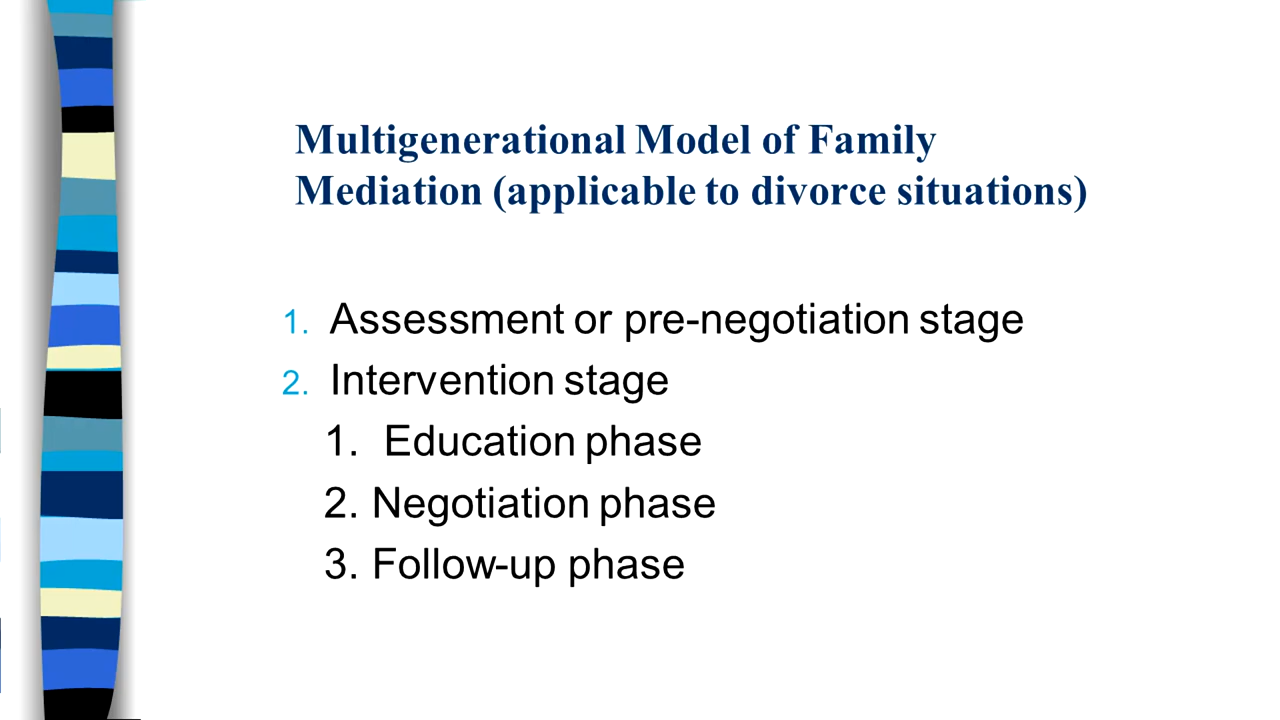 Multigenerational Model of Family
Mediation (applicable to divorce situations)
1. Assessment or pre-negotiation stage
2. Intervention stage
1. Education phase
2. Negotiation phase
3. Follow-up phase